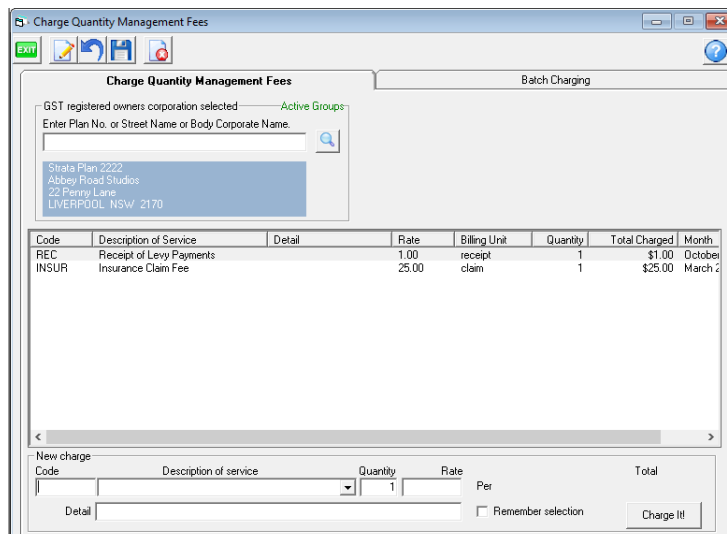 Charge Quantity Management Fees
EXIT
Charge Quantity Management Fees Batch Charging
GST registered owners corporation selected Active Groups
Enter Plan No. or Street Name or Body Corporate Name.
Strata Plan 2222
Abbey Road Studios
22 Penny Lane
LIVERPOOL NSW 2170
Code Description of Service Detail Rate Billing Unit Quantity Total Charged Month
REC Receipt of Levy Payments 1.00 receipt 1 $1.00 October
INSUR Insurance Claim Fee 25.00 claim 1 $25.00 March 2
New charge
Code Description of service Quantity Rate Total
1 Per
Detail Remember selection Charge It!